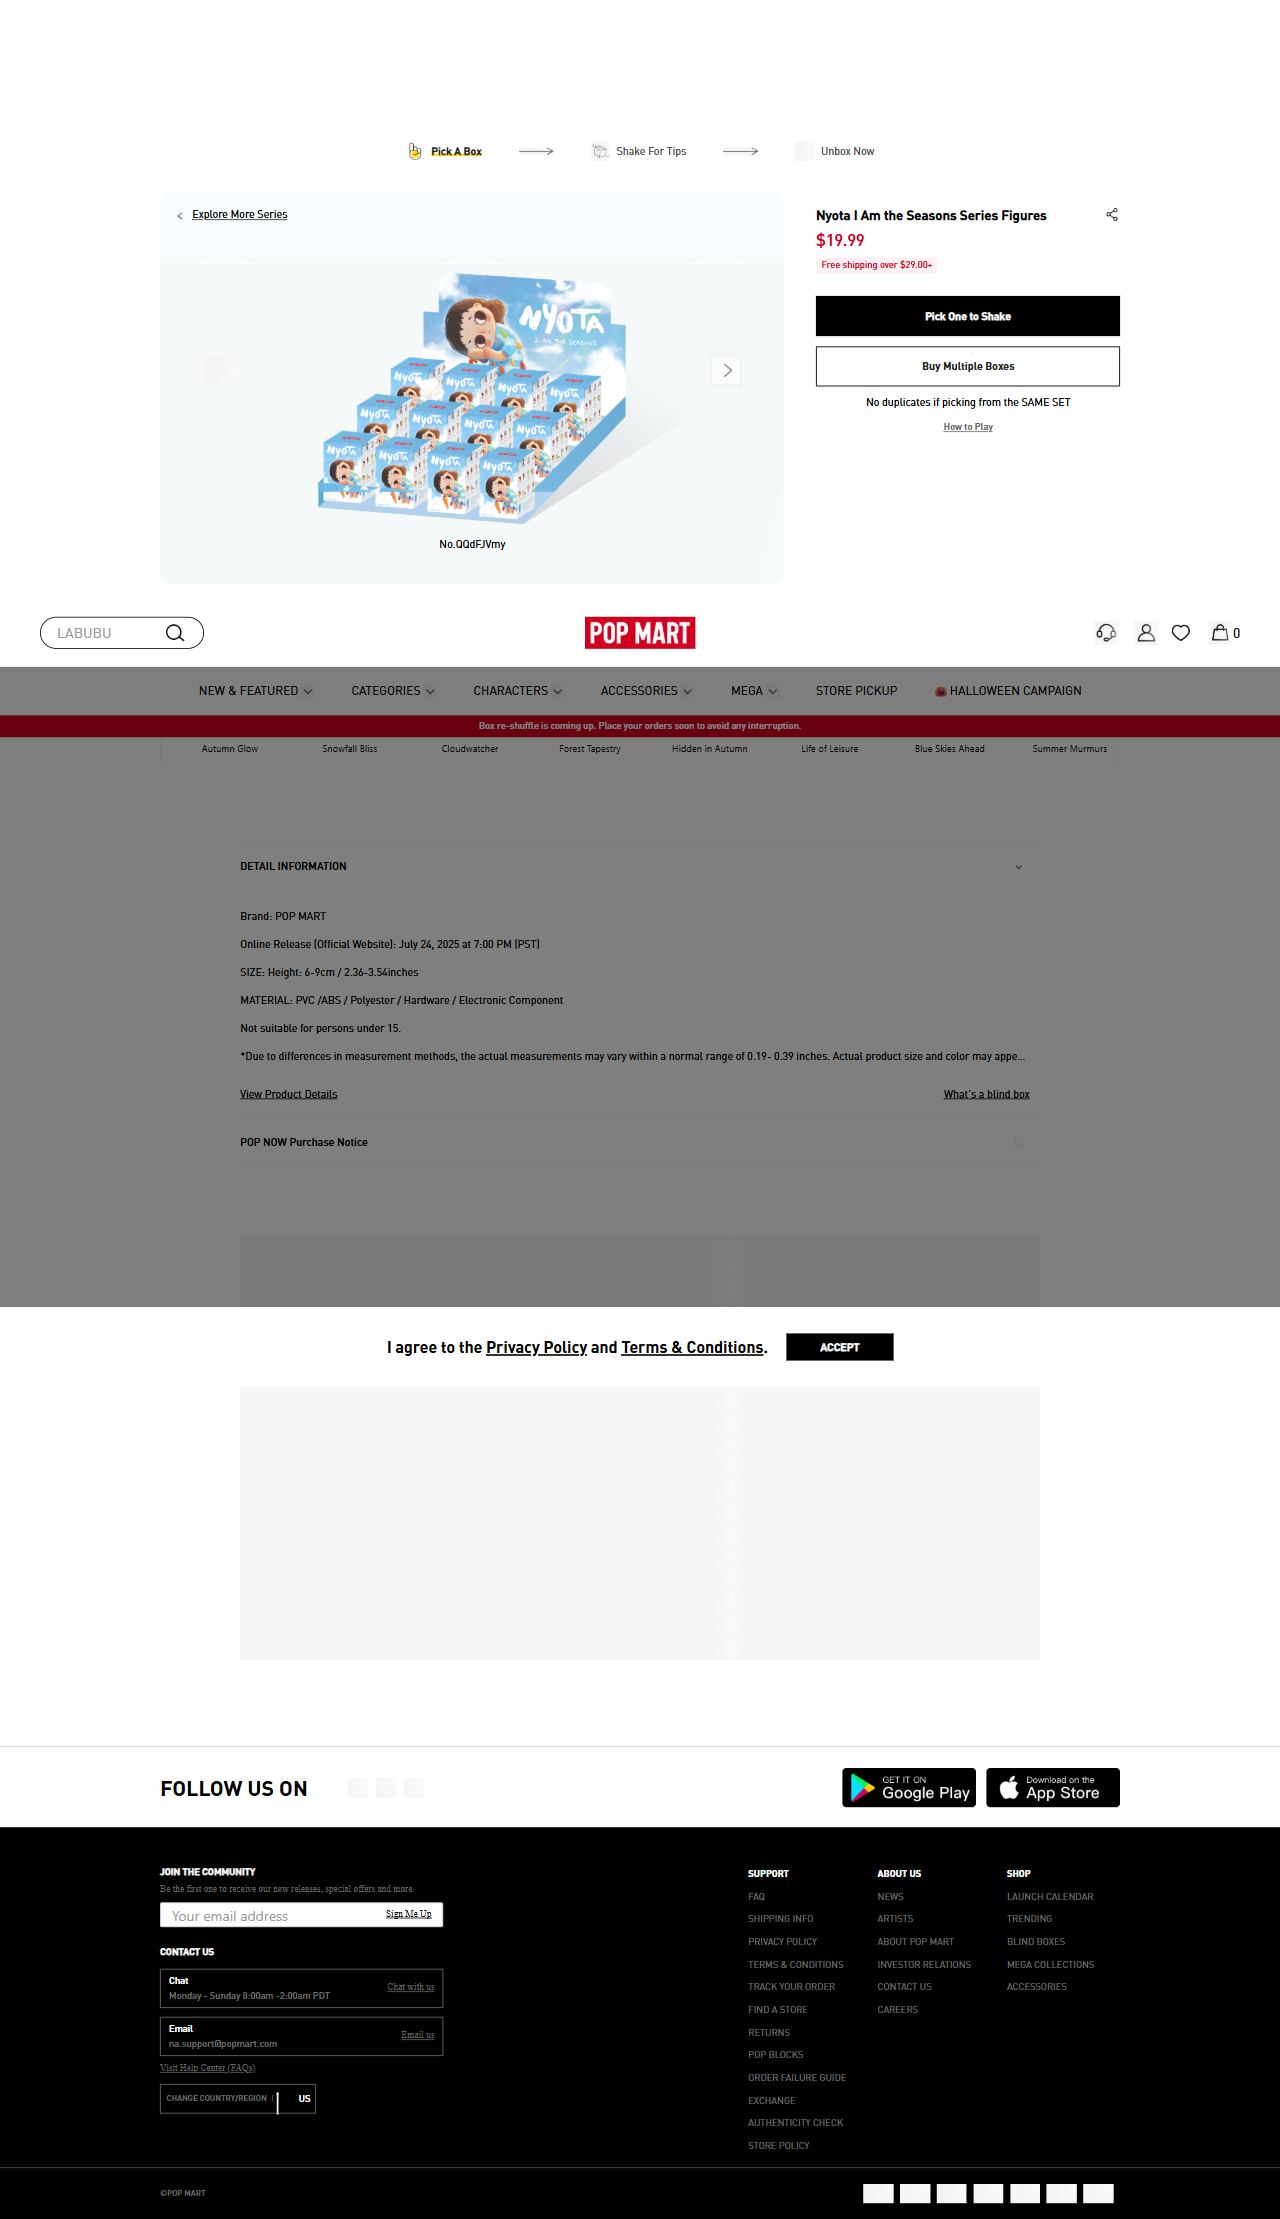 Pick A Box
Shake For Tips
Unbox Now
Explore More Series
NYOTA
I AM THE SEASONS
NYOTA
NYOTA
NYOTA
NYOTA
NYOTA
NYOTA
NYOTA
NYOTA
NYOTA
NYOTA
NYOTA
NYOTA
No.QQdFJVmy
Nyota I Am the Seasons Series Figures
$19.99
Free shipping over $29.00+
Pick One to Shake
Buy Multiple Boxes
No duplicates if picking from the SAME SET
How to Play
LABUBU
POP MART
0
NEW & FEATURED
CATEGORIES
CHARACTERS
ACCESSORIES
MEGA
STORE PICKUP
HALLOWEEN CAMPAIGN
Box re-shuffle is coming up. Place your orders soon to avoid any interruption.
Autumn Glow
Snowfall Bliss
Cloudwatcher
Forest Tapestry
Hidden in Autumn
Life of Leisure
Blue Skies Ahead
Summer Murmurs
DETAIL INFORMATION
Brand: POP MART
Online Release (Official Website): July 24, 2025 at 7:00 PM (PST)
SIZE: Height: 6-9cm / 2.36-3.54inches
MATERIAL: PVC /ABS / Polyester / Hardware / Electronic Component
Not suitable for persons under 15.
*Due to differences in measurement methods, the actual measurements may vary within a normal range of 0.19- 0.39 inches. Actual product size and color may appe...
View Product Details
What's a blind box
POP NOW Purchase Notice
I agree to the Privacy Policy and Terms & Conditions.
ACCEPT
FOLLOW US ON
GET IT ON
Google Play
Download on the
App Store
JOIN THE COMMUNITY
Be the first one to receive our new releases, special offers and more.
Your email address
Sign Me Up
CONTACT US
Chat
Monday - Sunday 8:00am -2:00am PDT
Chat with us
Email
na.support@popmart.com
Email us
Visit Help Center (FAQs)
CHANGE COUNTRY/REGION |
US
SUPPORT
FAQ
SHIPPING INFO
PRIVACY POLICY
TERMS & CONDITIONS
TRACK YOUR ORDER
FIND A STORE
RETURNS
POP BLOCKS
ORDER FAILURE GUIDE
EXCHANGE
AUTHENTICITY CHECK
STORE POLICY
ABOUT US
NEWS
ARTISTS
ABOUT POP MART
INVESTOR RELATIONS
CONTACT US
CAREERS
SHOP
LAUNCH CALENDAR
TRENDING
BLIND BOXES
MEGA COLLECTIONS
ACCESSORIES
©POP MART